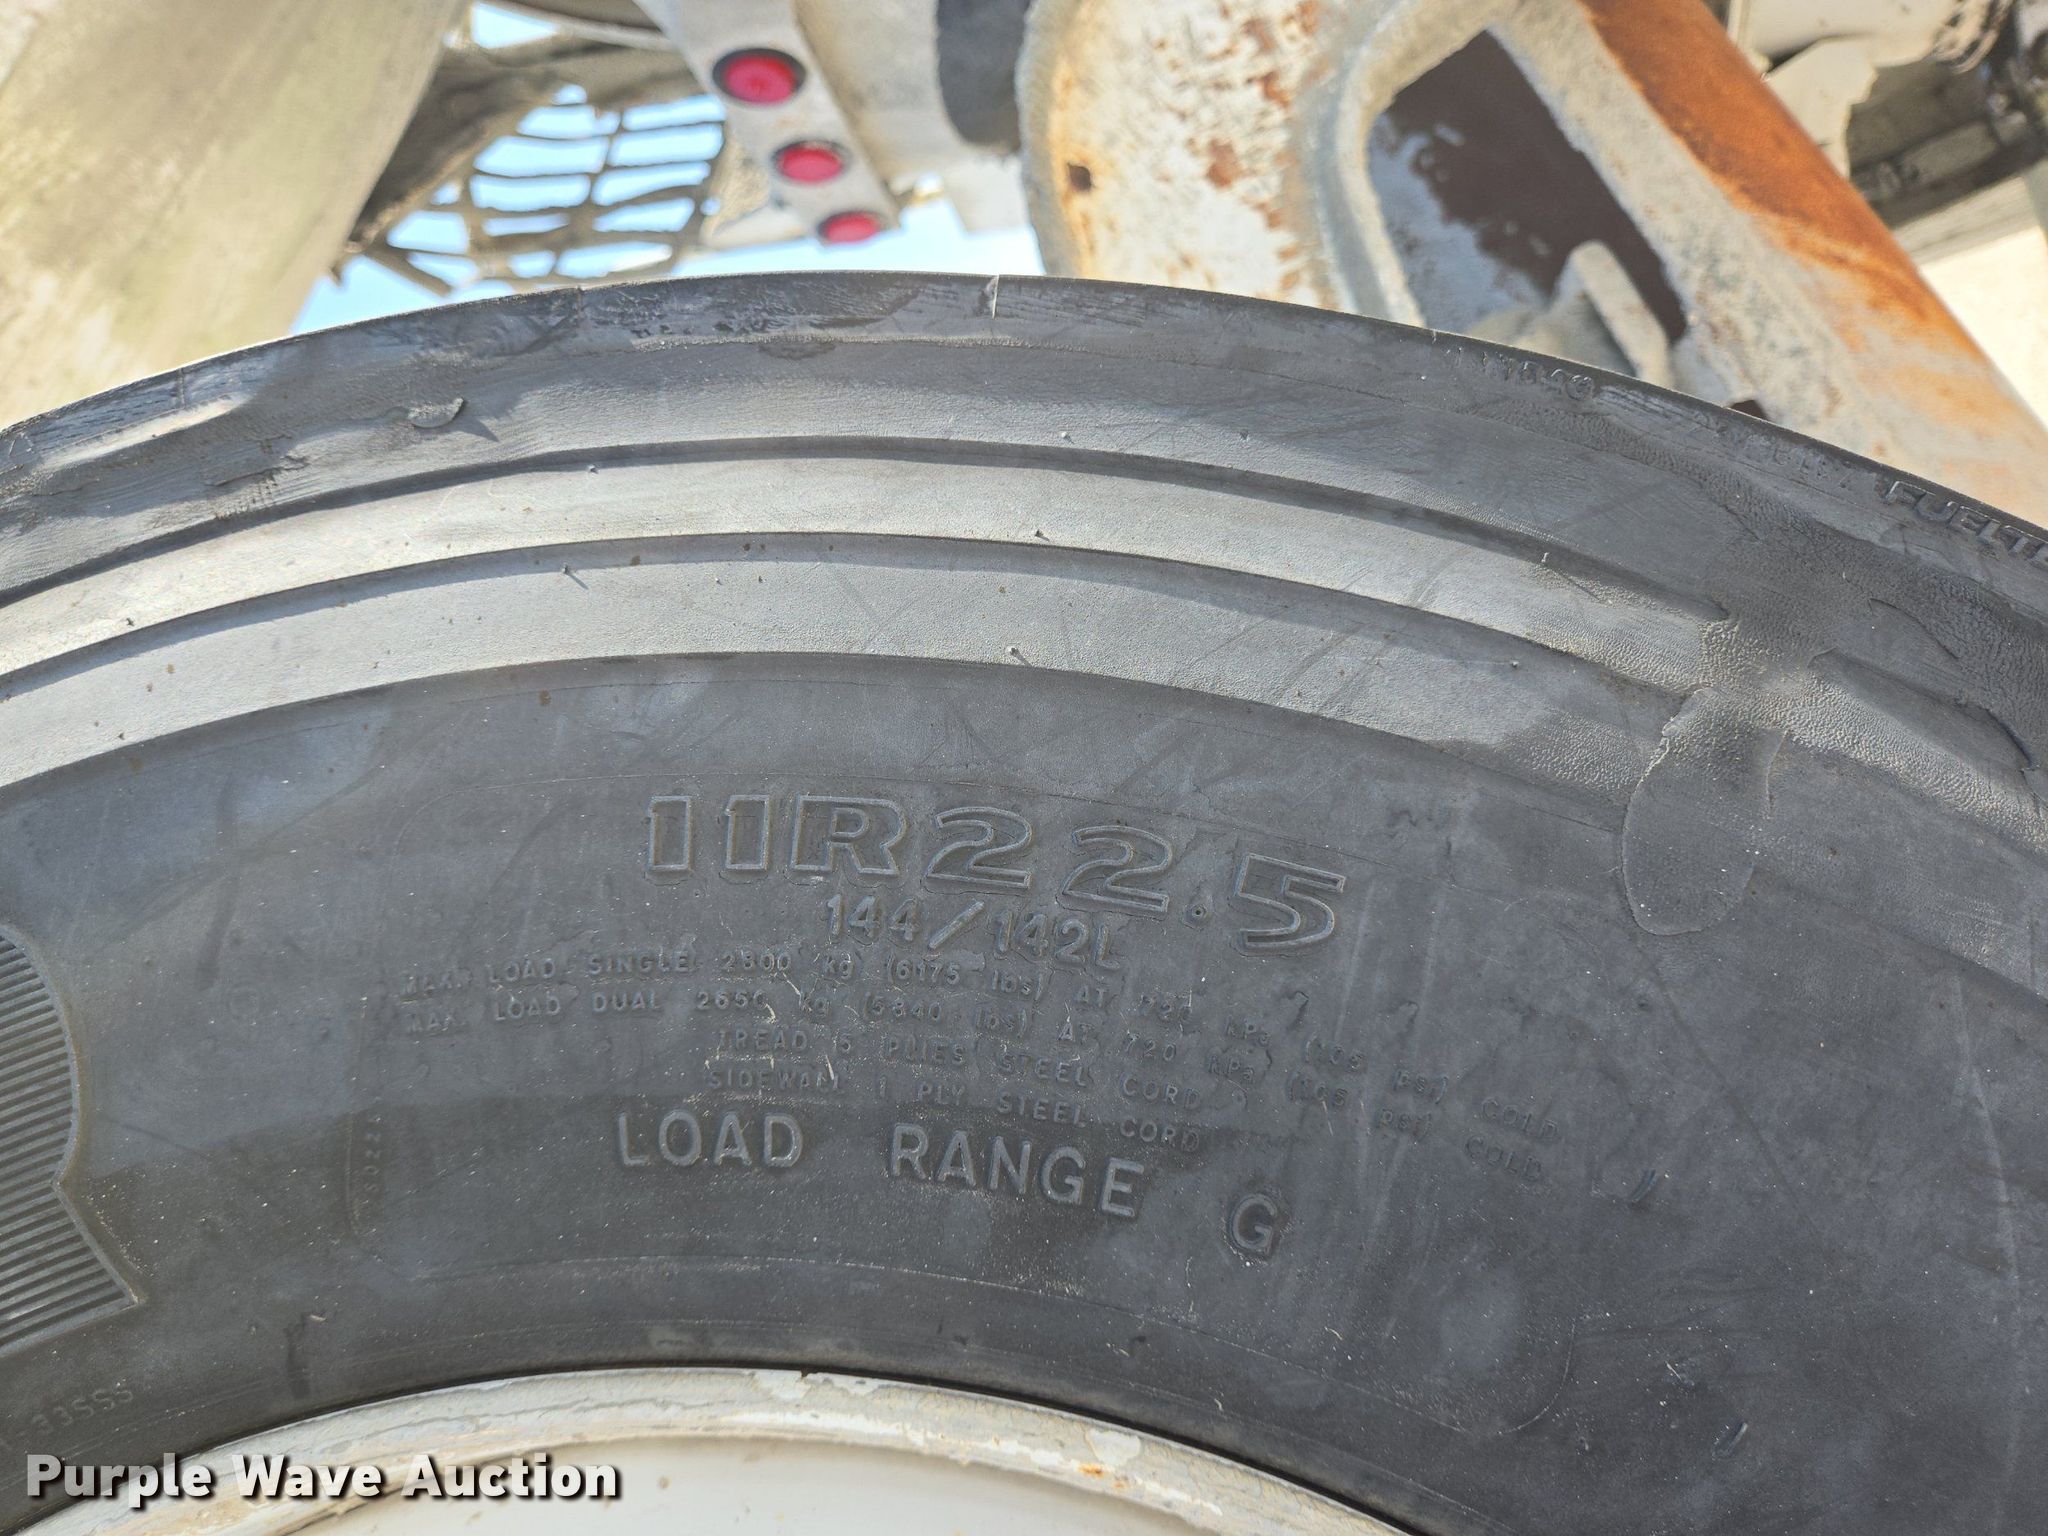 FUELTE
11R22.5
144/142L
MAX. LOAD SINGLE 2800 kg (6175 lbs) AT 720 kPa (105 psi) COLD
MAX. LOAD DUAL 2650 kg (5840 lbs) AT 720 kPa (105 psi) COLD
TREAD 5 PLIES STEEL CORD
SIDEWALL 1 PLY STEEL CORD
LOAD RANGE G
Purple Wave Auction